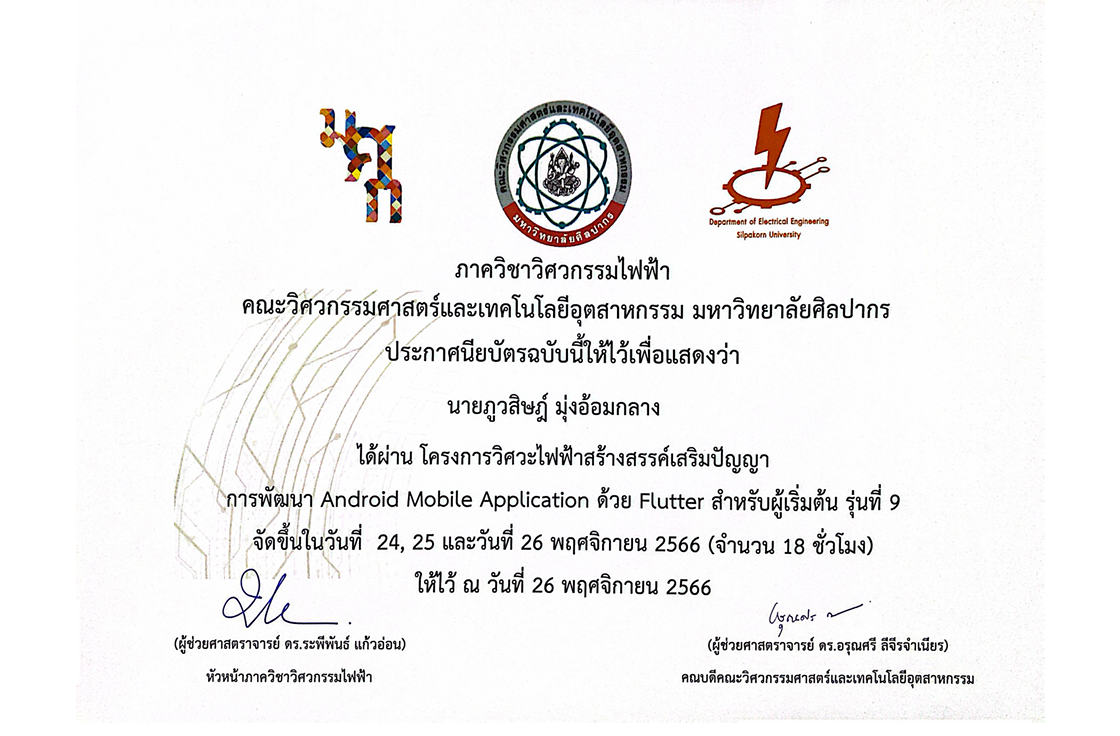 มศก
คณะวิศวกรรมศาสตร์และเทคโนโลยีอุตสาหกรรม
มหาวิทยาลัยศิลปากร
Department of Electrical Engineering
Silpakorn University
ภาควิชาวิศวกรรมไฟฟ้า
คณะวิศวกรรมศาสตร์และเทคโนโลยีอุตสาหกรรม มหาวิทยาลัยศิลปากร
ประกาศนียบัตรฉบับนี้ให้ไว้เพื่อแสดงว่า
นายภูวสิษฎ์ มุ่งอ้อมกลาง
ได้ผ่าน โครงการวิศวะไฟฟ้าสร้างสรรค์เสริมปัญญา
การพัฒนา Android Mobile Application ด้วย Flutter สำหรับผู้เริ่มต้น รุ่นที่ 9
จัดขึ้นในวันที่ 24, 25 และวันที่ 26 พฤศจิกายน 2566 (จำนวน 18 ชั่วโมง)
ให้ไว้ ณ วันที่ 26 พฤศจิกายน 2566
(ผู้ช่วยศาสตราจารย์ ดร.ระพีพันธ์ แก้วอ่อน)
หัวหน้าภาควิชาวิศวกรรมไฟฟ้า
(ผู้ช่วยศาสตราจารย์ ดร.อรุณศรี ลีจีรจำเนียร)
คณบดีคณะวิศวกรรมศาสตร์และเทคโนโลยีอุตสาหกรรม